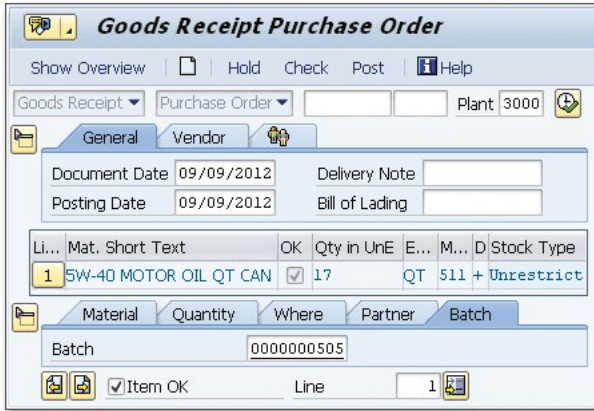 Goods Receipt Purchase Order
Show Overview Hold Check Post Help
Goods Receipt Purchase Order Plant 3000
General Vendor
Document Date 09/09/2012 Delivery Note
Posting Date 09/09/2012 Bill of Lading
Li... Mat. Short Text OK Qty in UnE E... M... D Stock Type
1 5W-40 MOTOR OIL QT CAN 17 QT 511 + Unrestrict
Material Quantity Where Partner Batch
Batch 0000000505
Item OK Line 1